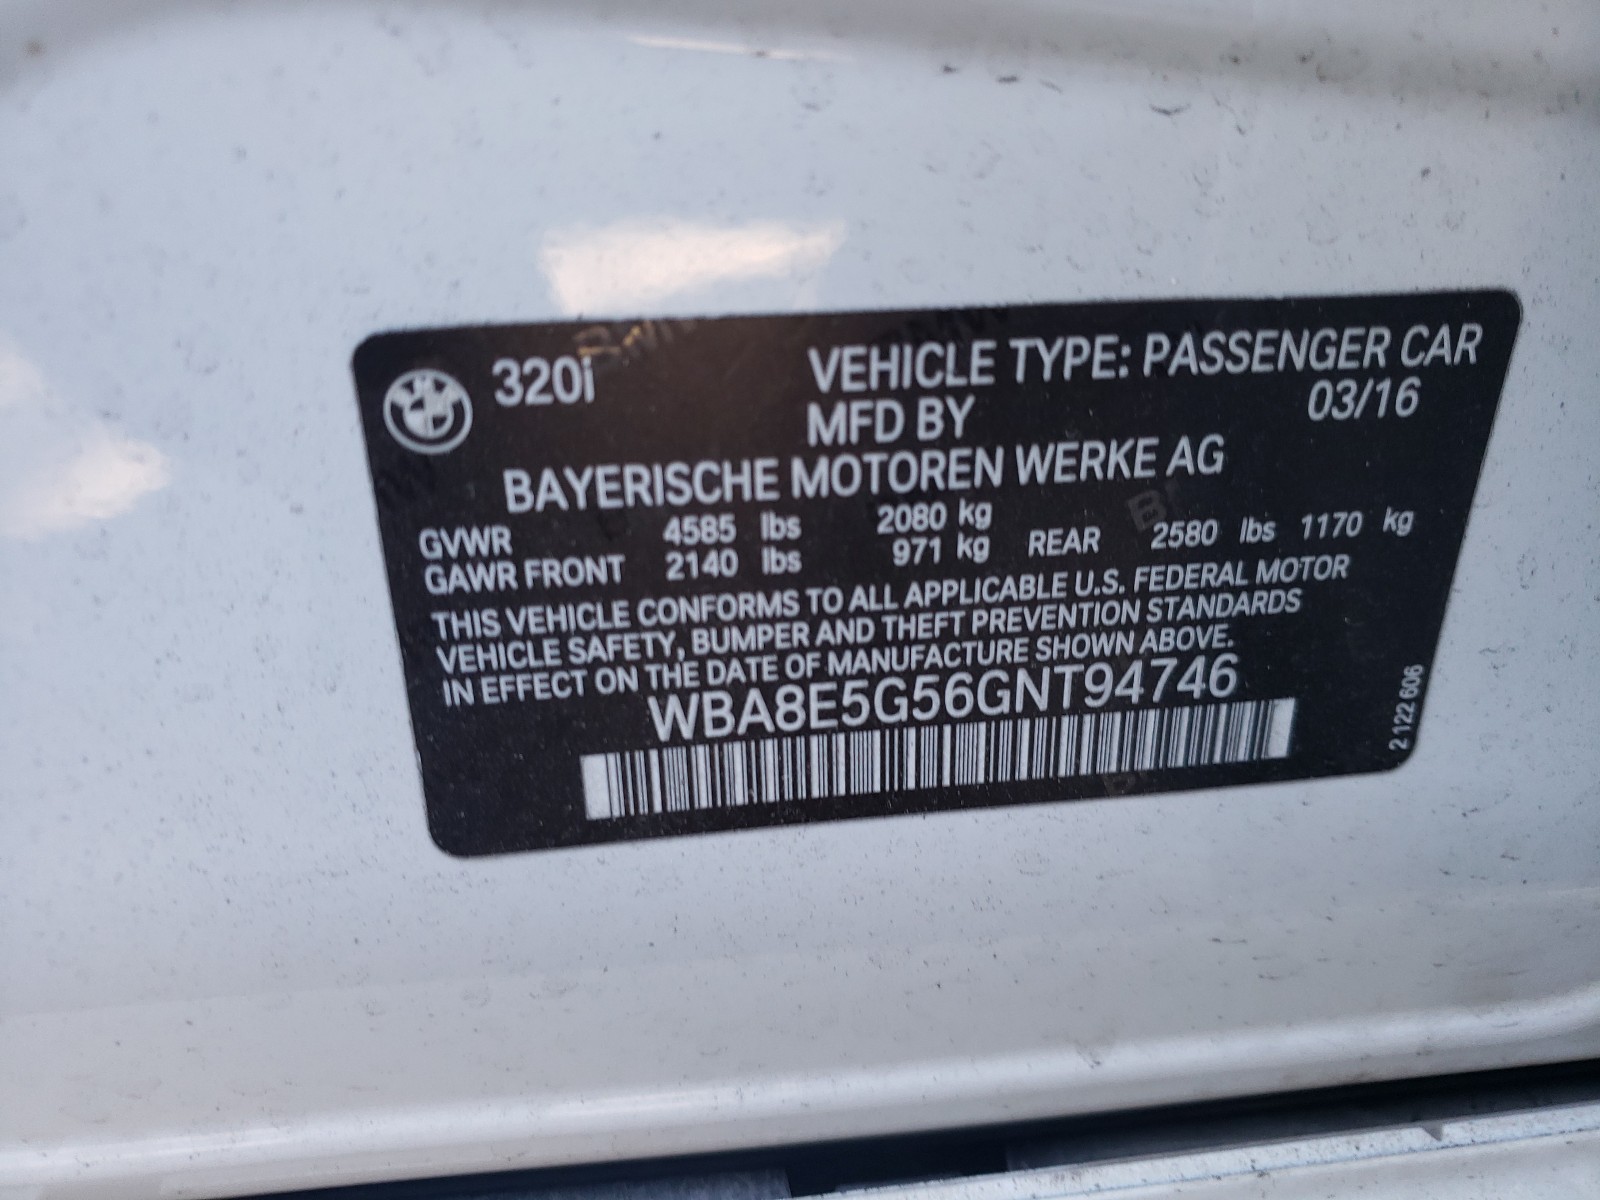 320i VEHICLE TYPE: PASSENGER CAR
MFD BY 03/16
BAYERISCHE MOTOREN WERKE AG
GVWR 4585 lbs 2080 kg
GAWR FRONT 2140 lbs 971 kg REAR 2580 lbs 1170 kg
THIS VEHICLE CONFORMS TO ALL APPLICABLE U.S. FEDERAL MOTOR
VEHICLE SAFETY, BUMPER AND THEFT PREVENTION STANDARDS
IN EFFECT ON THE DATE OF MANUFACTURE SHOWN ABOVE.
WBA8E5G56GNT94746
2 122 606